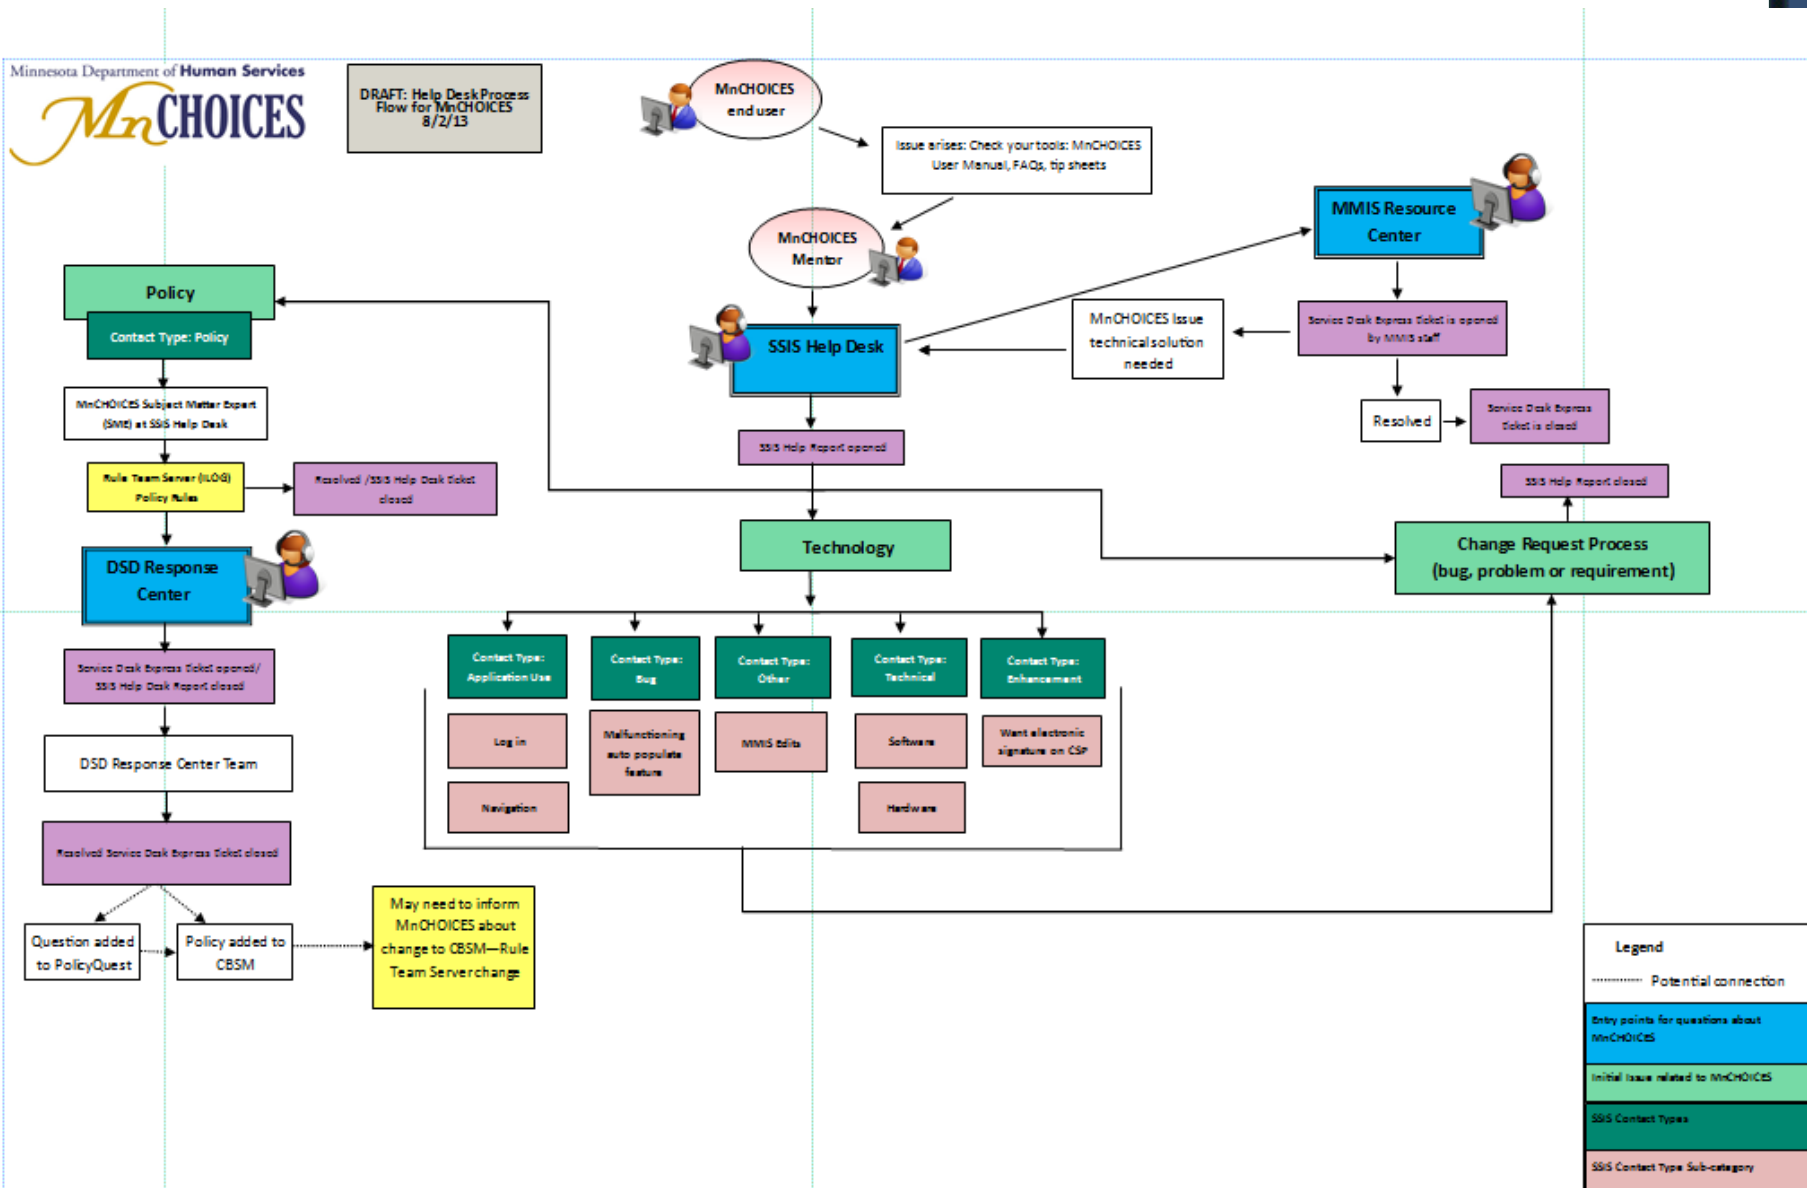 Minnesota Department of Human Services
MnCHOICES
DRAFT: Help Desk Process
Flow for MnCHOICES
8/2/13
MnCHOICES
end user
Issue arises: Check your tools: MnCHOICES
User Manual, FAQs, tip sheets
MnCHOICES
Mentor
MMIS Resource
Center
Policy
Contact Type: Policy
SSIS Help Desk
MnCHOICES Issue
technical solution
needed
Service Desk Express ticket is opened
by MMIS staff
MnCHOICES Subject Matter Expert
(SME) at SSIS Help Desk
Resolved
Service Desk Express
ticket is closed
SSIS Help Report opened
Rule Team Server (ILOG)
Policy Rules
Resolved /SSIS Help Desk ticket
closed
SSIS Help Report closed
Technology
Change Request Process
(bug, problem or requirement)
DSD Response
Center
Service Desk Express ticket opened/
SSIS Help Desk Report closed
Contact Type:
Application Use
Contact Type:
Bug
Contact Type:
Other
Contact Type:
Technical
Contact Type:
Enhancement
Log in
Malfunctioning
auto populate
feature
MMIS Edits
Software
Want electronic
signature on CSP
Navigation
Hardware
DSD Response Center Team
Resolved Service Desk Express ticket closed
Question added
to PolicyQuest
Policy added to
CBSM
May need to inform
MnCHOICES about
change to CBSM—Rule
Team Server change
Legend
Potential connection
Entry points for questions about
MnCHOICES
Initial Issue related to MnCHOICES
SSIS Contact Types
SSIS Contact Type Sub-category